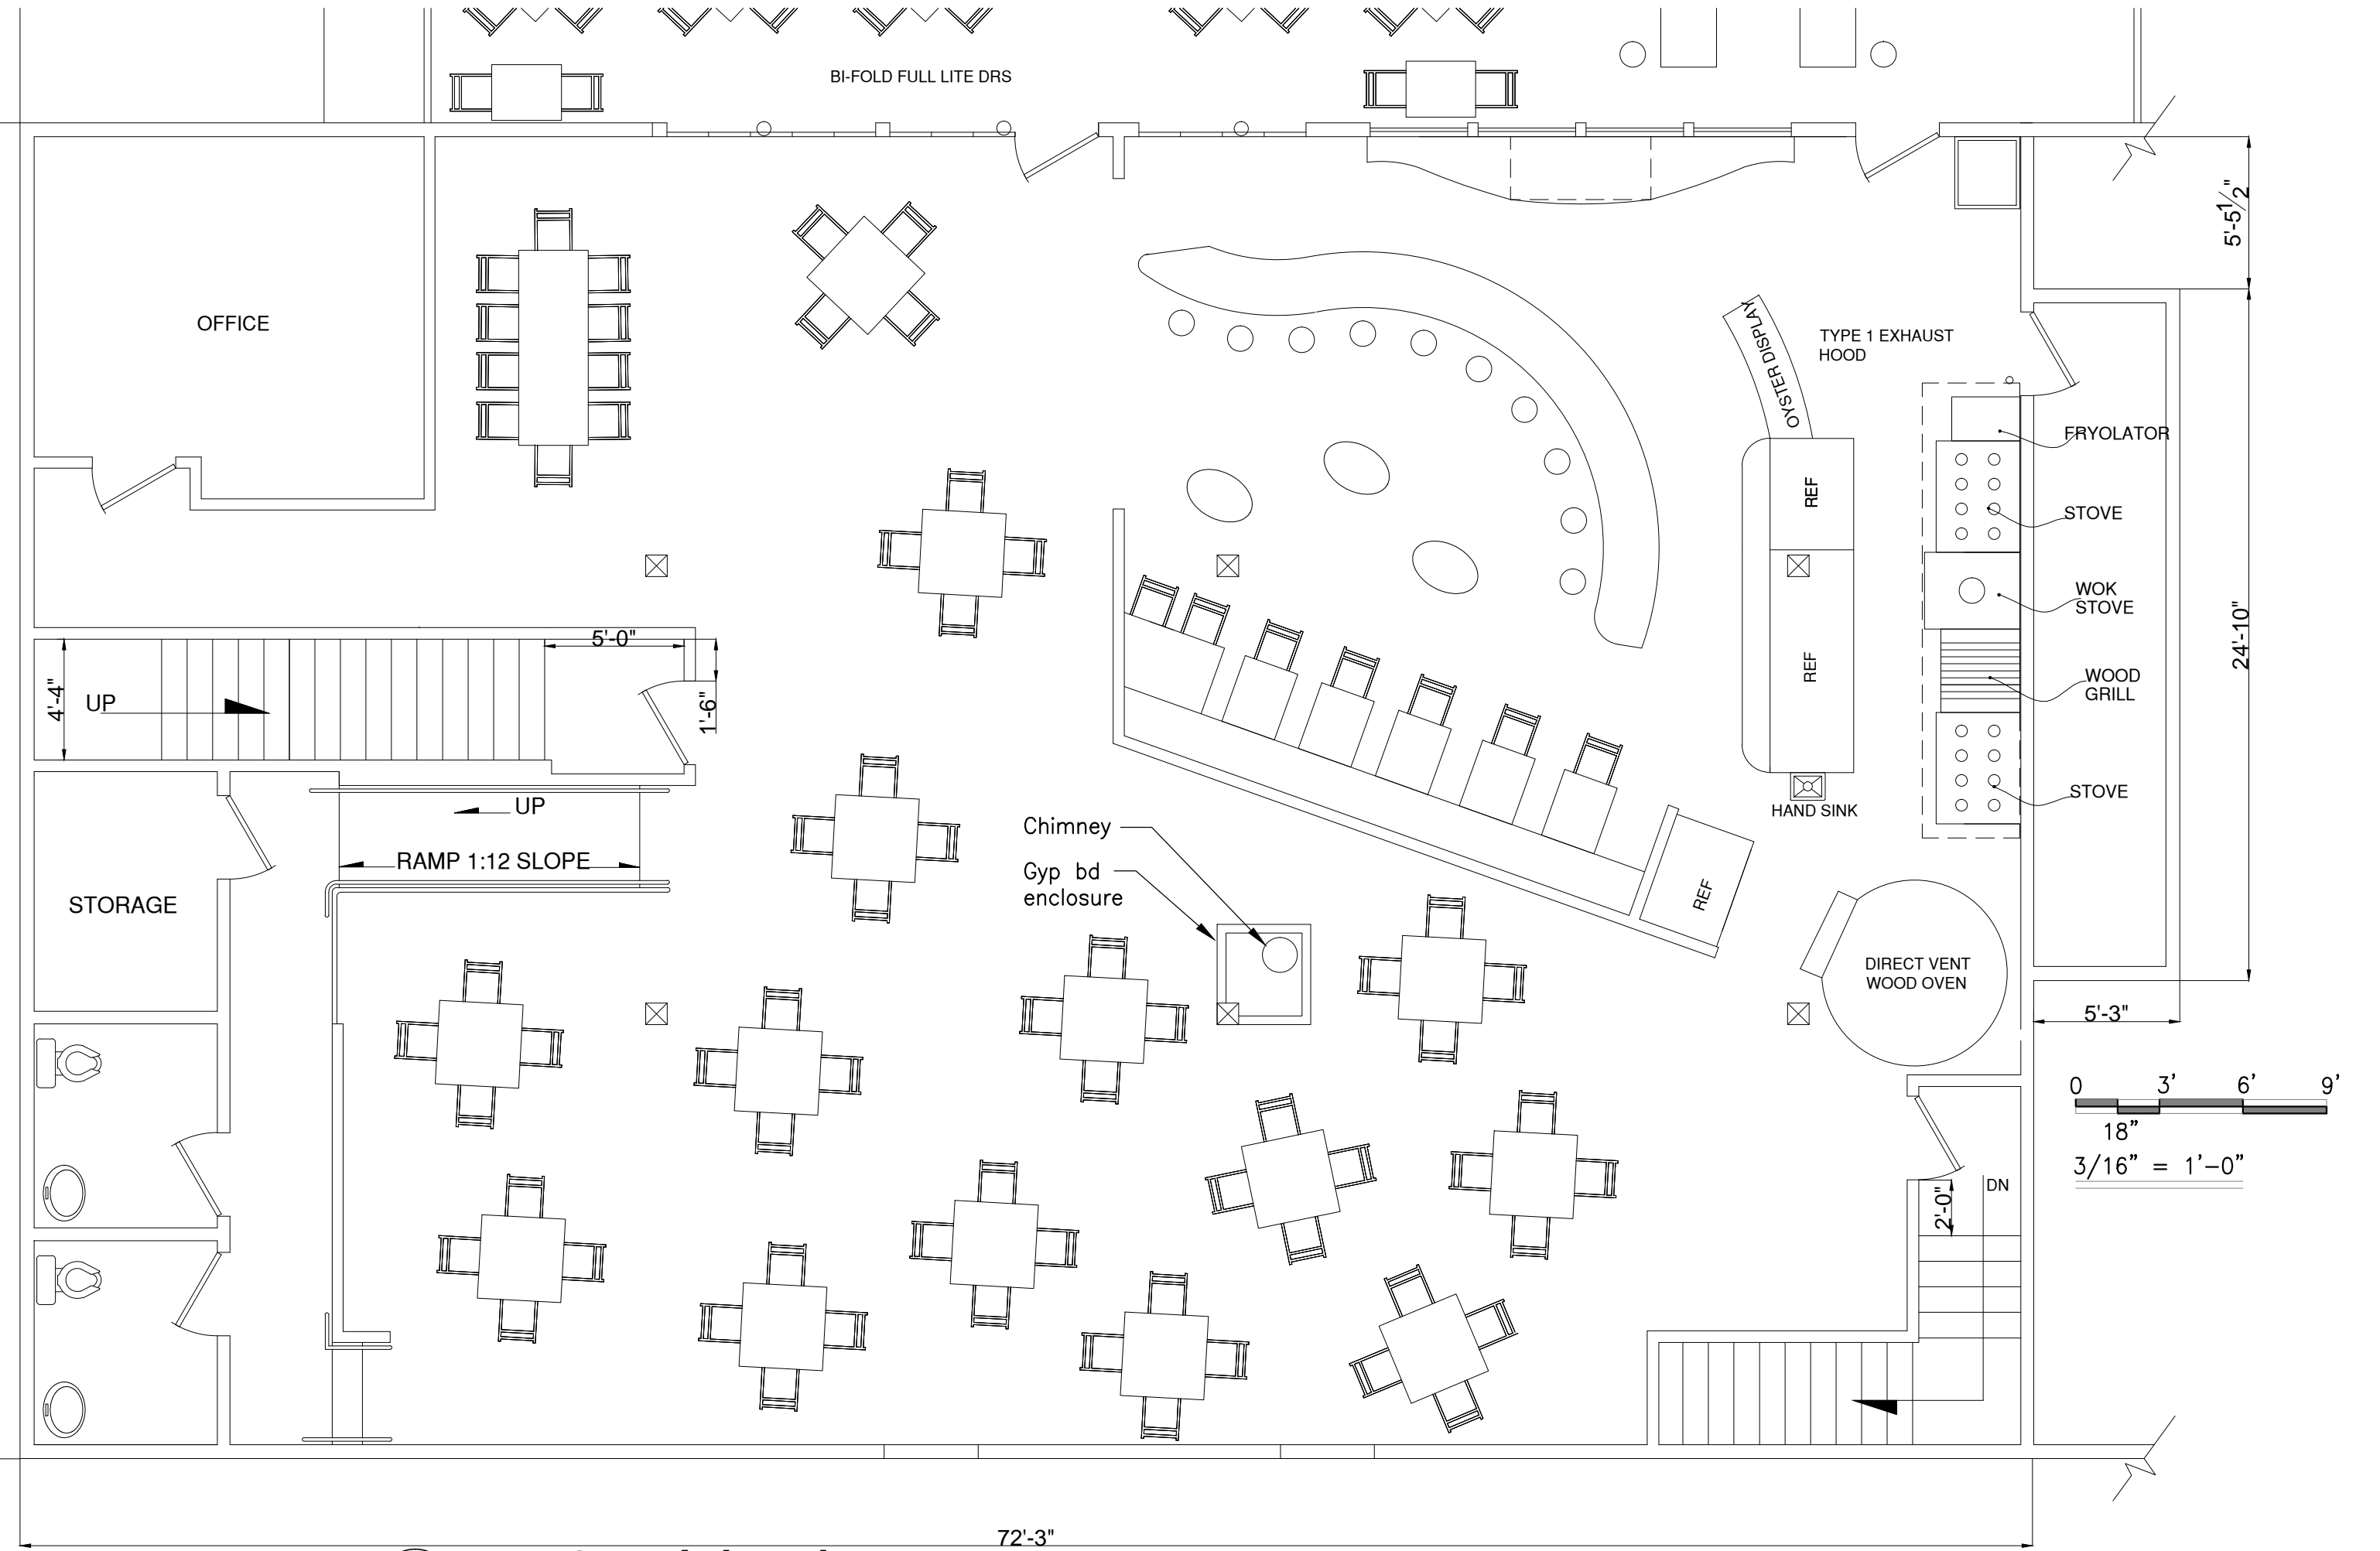 BI-FOLD FULL LITE DRS
5'-5 1/2"
OFFICE
OYSTER DISPLAY
TYPE 1 EXHAUST
HOOD
FRYOLATOR
REF
STOVE
WOK
STOVE
24'-10"
5'-0"
4'-4"
UP
1'-6"
REF
WOOD
GRILL
STOVE
HAND SINK
UP
RAMP 1:12 SLOPE
Chimney
Gyp bd
enclosure
STORAGE
REF
DIRECT VENT
WOOD OVEN
5'-3"
0 3' 6' 9'
18"
3/16" = 1'-0"
DN
2'-0"
72'-3"